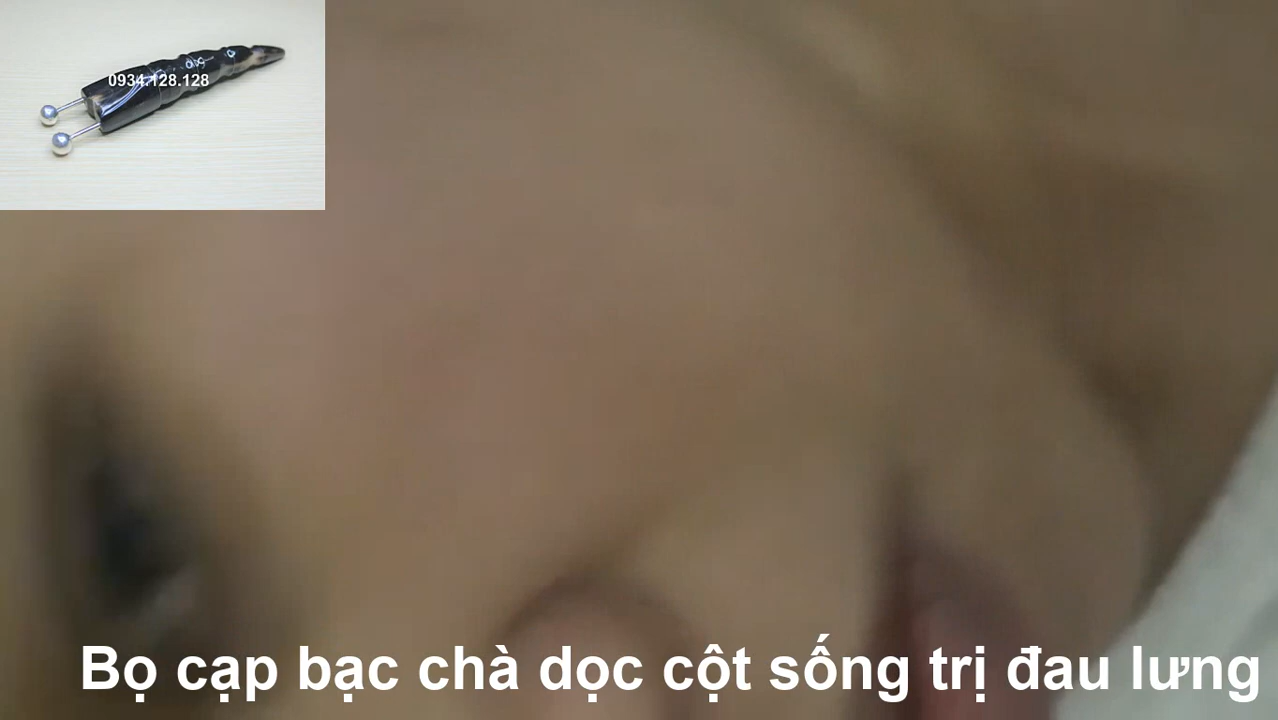 0934.128.128
Bọ cạp bạc chà dọc cột sống trị đau lưng